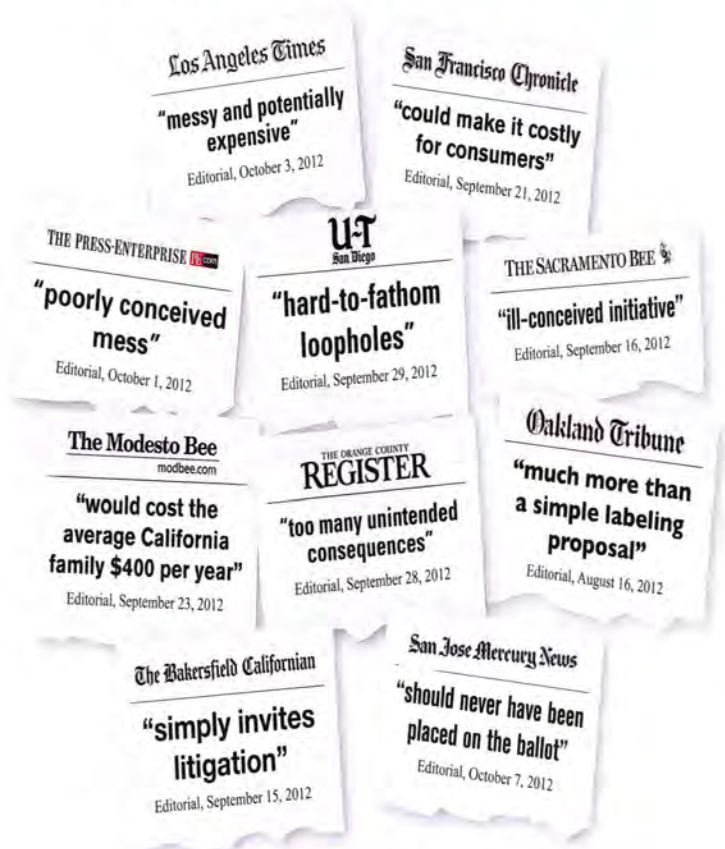 Los Angeles Times
"messy and potentially
expensive"
Editorial, October 3, 2012
San Francisco Chronicle
"could make it costly
for consumers"
Editorial, September 21, 2012
THE PRESS-ENTERPRISE PE.com
"poorly conceived
mess"
Editorial, October 1, 2012
U-T
San Diego
"hard-to-fathom
loopholes"
Editorial, September 29, 2012
THE SACRAMENTO BEE
"ill-conceived initiative"
Editorial, September 16, 2012
The Modesto Bee
modbee.com
"would cost the
average California
family $400 per year"
Editorial, September 23, 2012
THE ORANGE COUNTY
REGISTER
"too many unintended
consequences"
Editorial, September 28, 2012
Oakland Tribune
"much more than
a simple labeling
proposal"
Editorial, August 16, 2012
The Bakersfield Californian
"simply invites
litigation"
Editorial, September 15, 2012
San Jose Mercury News
"should never have been
placed on the ballot"
Editorial, October 7, 2012